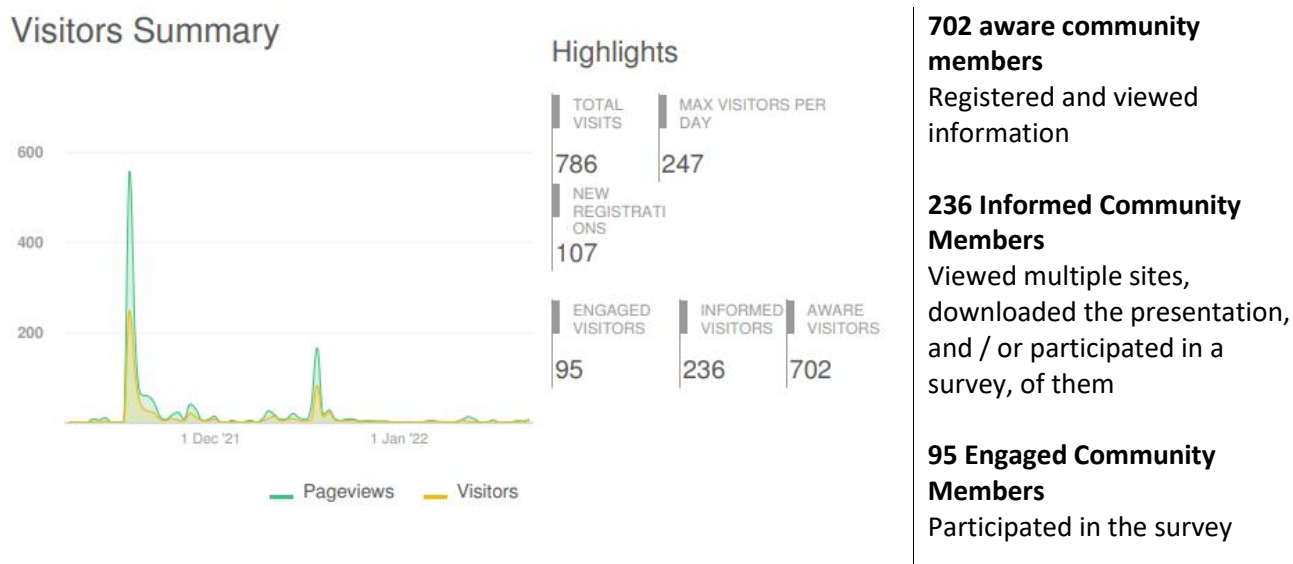 Visitors Summary
600
400
200
1 Dec '21
1 Jan '22
Pageviews
Visitors
Highlights
TOTAL
VISITS
786
MAX VISITORS PER
DAY
247
NEW
REGISTRATI
ONS
107
ENGAGED
VISITORS
95
INFORMED
VISITORS
236
AWARE
VISITORS
702
702 aware community
members
Registered and viewed
information
236 Informed Community
Members
Viewed multiple sites,
downloaded the presentation,
and / or participated in a
survey, of them
95 Engaged Community
Members
Participated in the survey